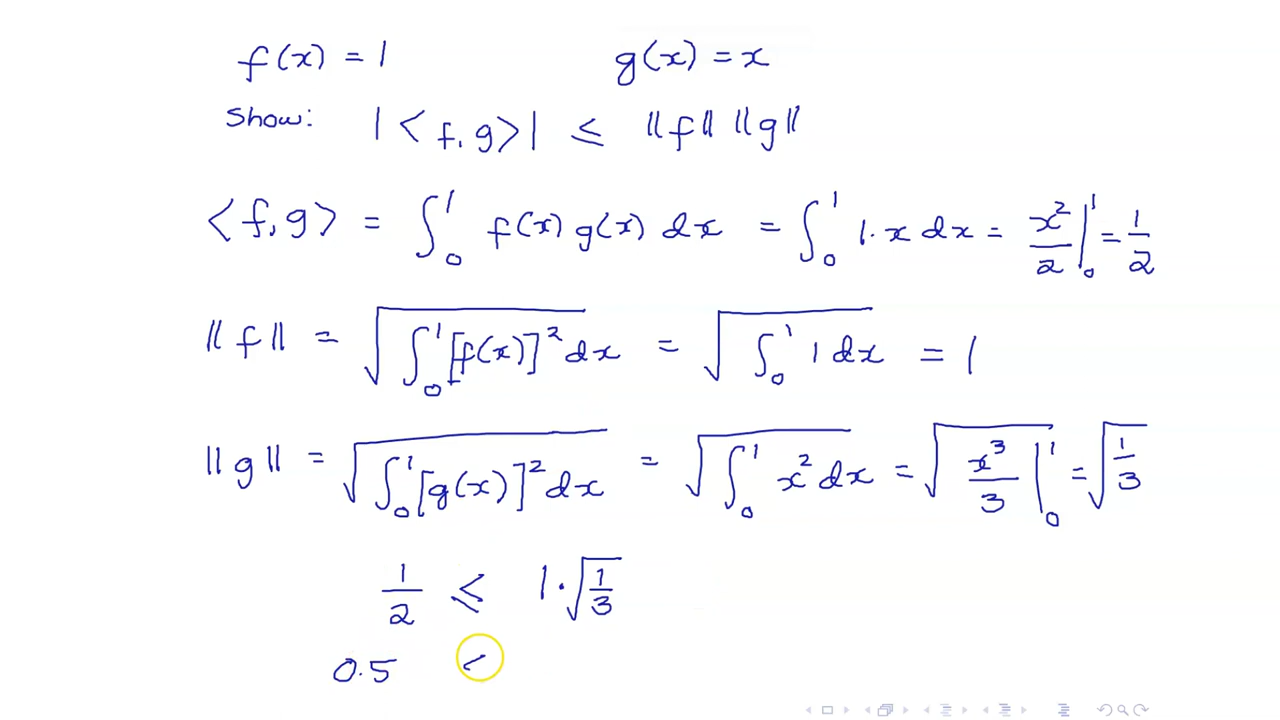 f(x) = 1 g(x) = x
Show: |<f,g>| ≤ ||f|| ||g||
<f,g> = ∫₀¹ f(x) g(x) dx = ∫₀¹ 1·x dx = x²/2 |₀¹ = 1/2
||f|| = √(∫₀¹ [f(x)]² dx) = √(∫₀¹ 1 dx) = 1
||g|| = √(∫₀¹ [g(x)]² dx) = √(∫₀¹ x² dx) = √(x³/3 |₀¹) = √(1/3)
1/2 ≤ 1·√(1/3)
0.5 <